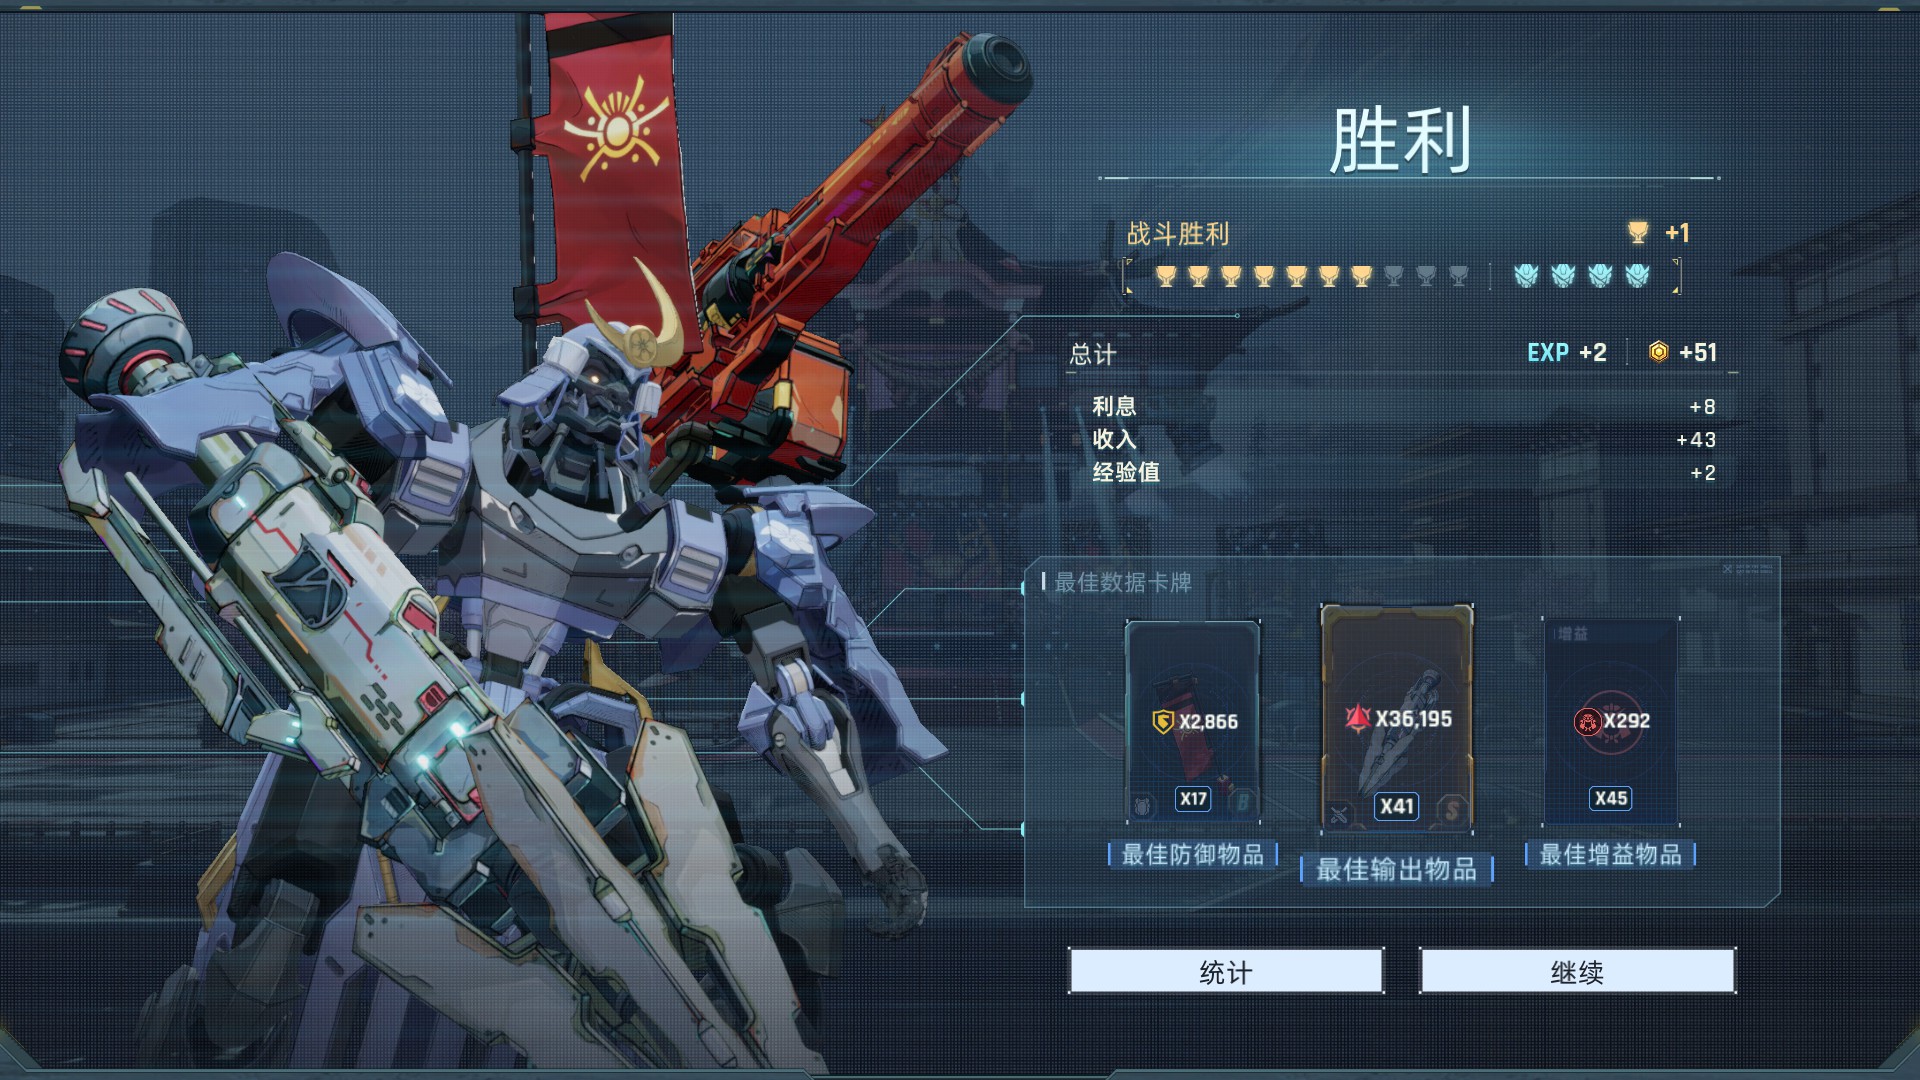 胜利
战斗胜利 +1
总计 EXP +2 +51
利息 +8
收入 +43
经验值 +2
最佳数据卡牌
X2,866
X17
B
最佳防御物品
X36,195
X41
S
最佳输出物品
增益
X292
X45
最佳增益物品
统计
继续